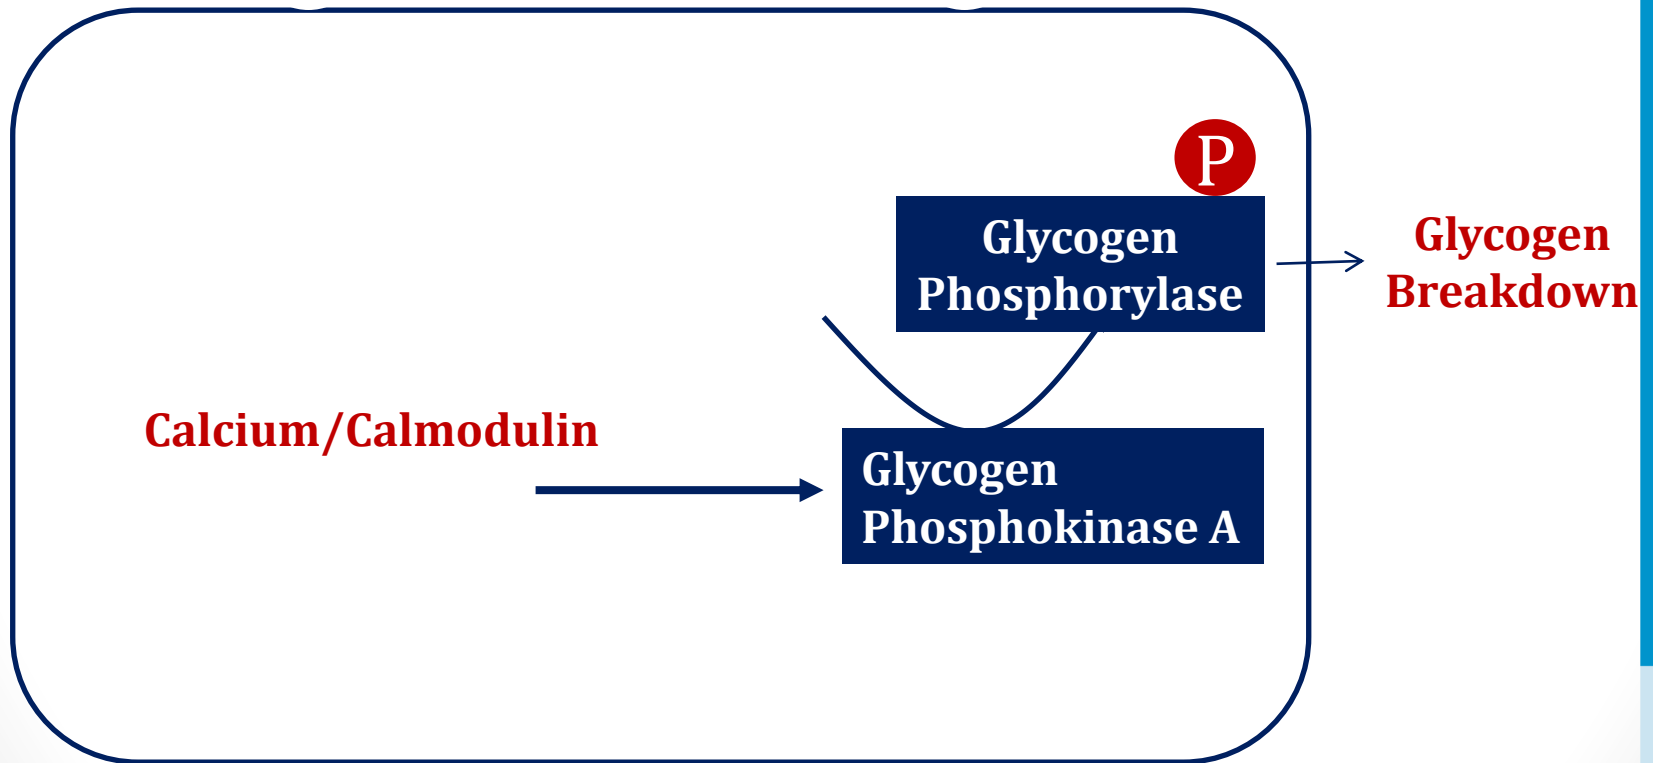 P
Glycogen
Phosphorylase
Glycogen
Breakdown
Calcium/Calmodulin
Glycogen
Phosphokinase A